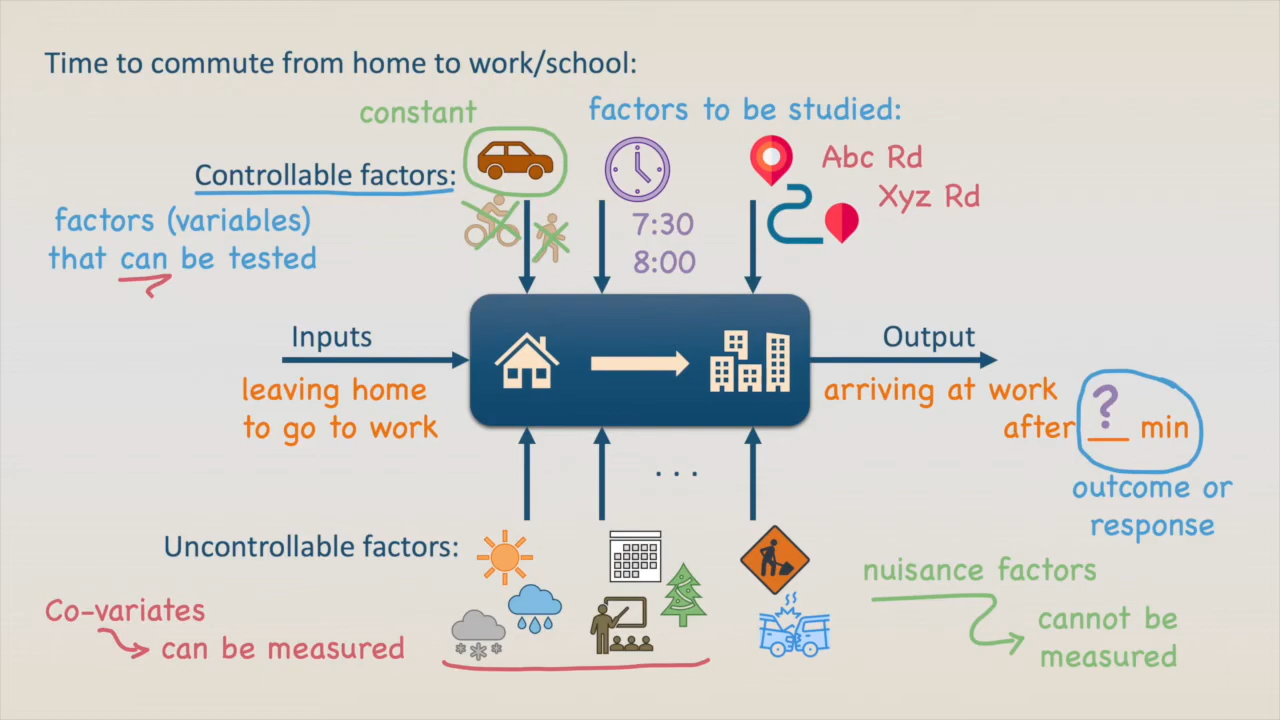 Time to commute from home to work/school:
constant
factors to be studied:
Controllable factors:
Abc Rd
Xyz Rd
factors (variables)
that can be tested
7:30
8:00
Inputs
Output
leaving home
to go to work
arriving at work
after ? min
outcome or
response
...
Uncontrollable factors:
nuisance factors
cannot be
measured
Co-variates
can be measured